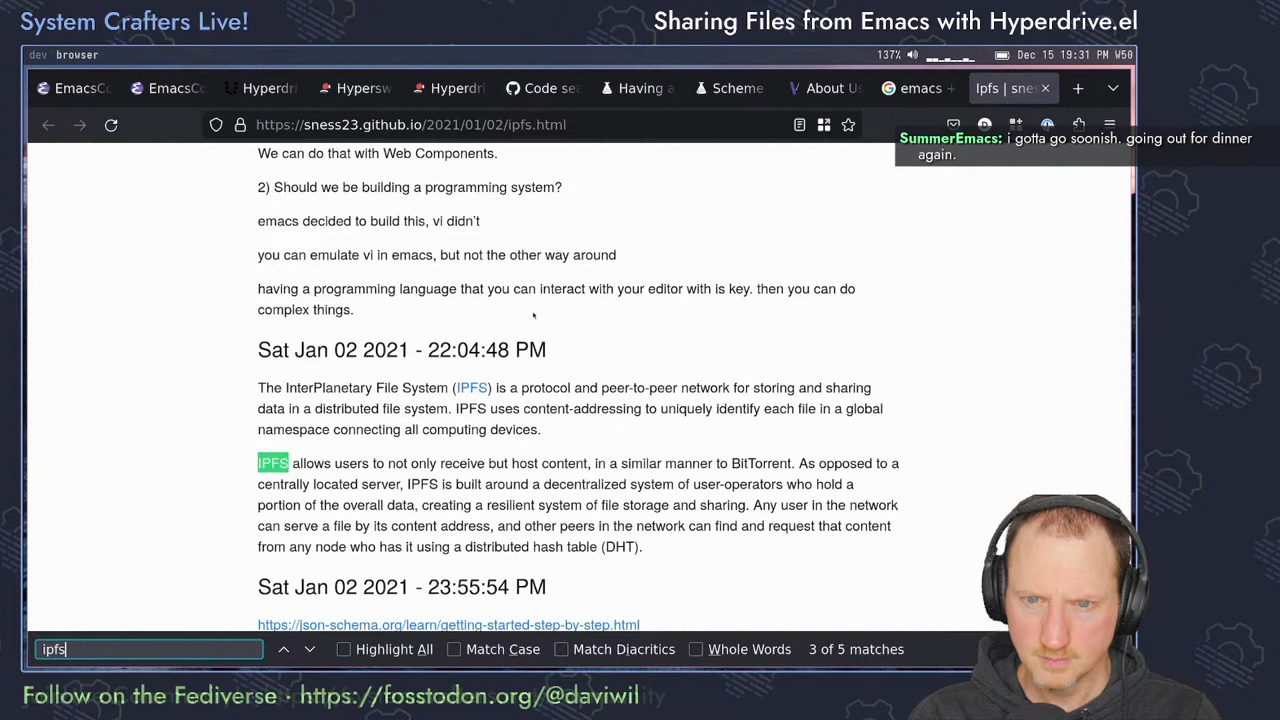 System Crafters Live!
Sharing Files from Emacs with Hyperdrive.el
dev browser
137%
Dec 15 19:31 PM W50
EmacsCo
EmacsCo
Hyperdri
Hypersw
Hyperdri
Code sea
Having a
Scheme
About Us
emacs +
Ipfs | snes
https://sness23.github.io/2021/01/02/ipfs.html
SummerEmacs: i gotta go soonish. going out for dinner
again.
We can do that with Web Components.
2) Should we be building a programming system?
emacs decided to build this, vi didn't
you can emulate vi in emacs, but not the other way around
having a programming language that you can interact with your editor with is key. then you can do
complex things.
Sat Jan 02 2021 - 22:04:48 PM
The InterPlanetary File System (IPFS) is a protocol and peer-to-peer network for storing and sharing
data in a distributed file system. IPFS uses content-addressing to uniquely identify each file in a global
namespace connecting all computing devices.
IPFS allows users to not only receive but host content, in a similar manner to BitTorrent. As opposed to a
centrally located server, IPFS is built around a decentralized system of user-operators who hold a
portion of the overall data, creating a resilient system of file storage and sharing. Any user in the network
can serve a file by its content address, and other peers in the network can find and request that content
from any node who has it using a distributed hash table (DHT).
Sat Jan 02 2021 - 23:55:54 PM
https://json-schema.org/learn/getting-started-step-by-step.html
ipfs
Highlight All
Match Case
Match Diacritics
Whole Words
3 of 5 matches
Follow on the Fediverse · https://fosstodon.org/@daviwil